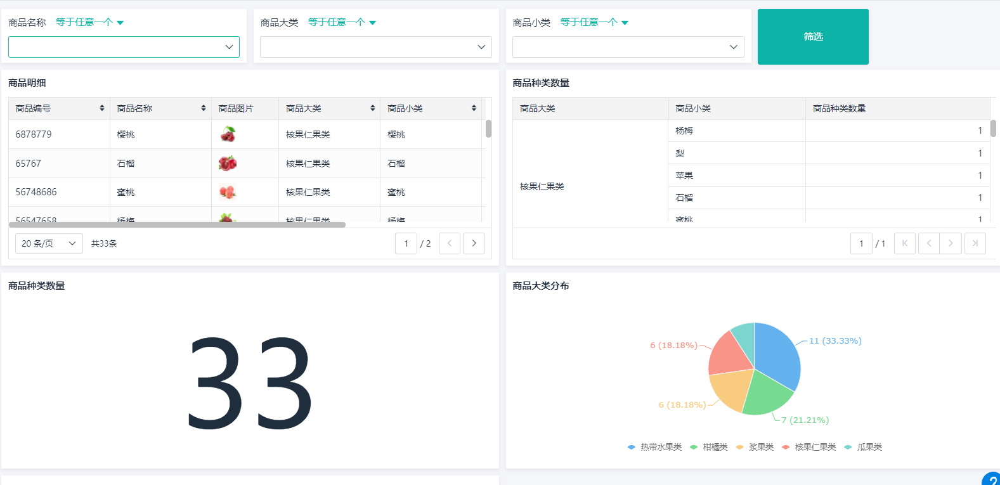 商品名称 等于任意一个
商品大类 等于任意一个
商品小类 等于任意一个
筛选
商品明细
商品编号 商品名称 商品图片 商品大类 商品小类
6878779 樱桃 核果仁果类 樱桃
65767 石榴 核果仁果类 石榴
56748686 蜜桃 核果仁果类 蜜桃
56547658 杨梅 核果仁果类 杨梅
20 条/页 共33条 1 / 2
商品种类数量
商品大类 商品小类 商品种类数量
核果仁果类
杨梅 1
梨 1
苹果 1
石榴 1
蜜桃 1
1 / 1
商品种类数量
33
商品大类分布
11 (33.33%)
6 (18.18%)
6 (18.18%)
7 (21.21%)
热带水果类 柑橘类 浆果类 核果仁果类 瓜果类
?